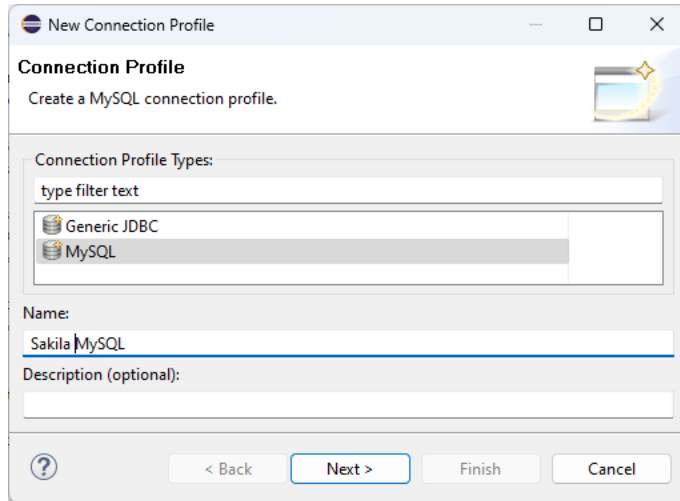 New Connection Profile
Connection Profile
Create a MySQL connection profile.
Connection Profile Types:
type filter text
Generic JDBC
MySQL
Name:
Sakila MySQL
Description (optional):
?
< Back
Next >
Finish
Cancel